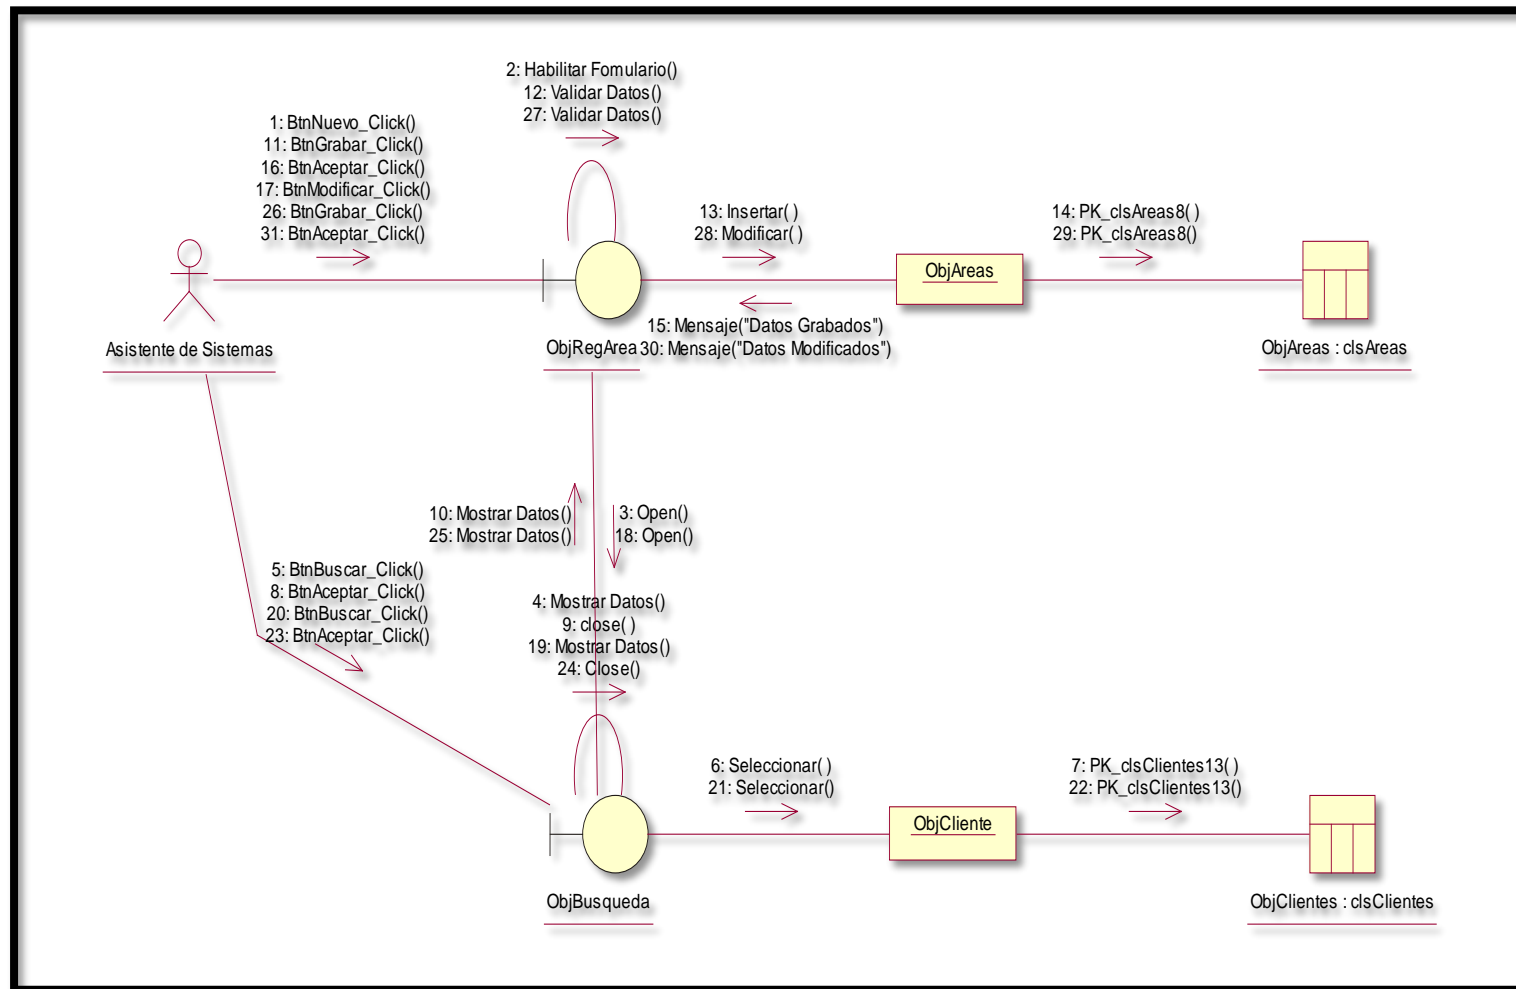 2: Habilitar Fomulario()
12: Validar Datos()
27: Validar Datos()
1: BtnNuevo_Click()
11: BtnGrabar_Click()
16: BtnAceptar_Click()
17: BtnModificar_Click()
26: BtnGrabar_Click()
31: BtnAceptar_Click()
13: Insertar( )
28: Modificar( )
14: PK_clsAreas8( )
29: PK_clsAreas8()
ObjAreas
15: Mensaje("Datos Grabados")
30: Mensaje("Datos Modificados")
Asistente de Sistemas
ObjRegArea
ObjAreas : clsAreas
10: Mostrar Datos()
25: Mostrar Datos()
3: Open()
18: Open()
5: BtnBuscar_Click()
8: BtnAceptar_Click()
20: BtnBuscar_Click()
23: BtnAceptar_Click()
4: Mostrar Datos()
9: close( )
19: Mostrar Datos()
24: Close()
6: Seleccionar( )
21: Seleccionar()
7: PK_clsClientes13( )
22: PK_clsClientes13()
ObjCliente
ObjBusqueda
ObjClientes : clsClientes